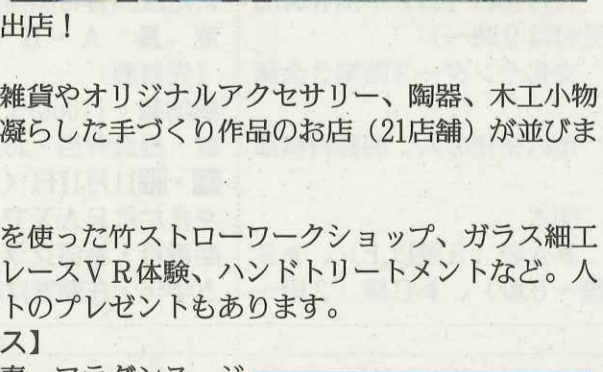 出店！
雑貨やオリジナルアクセサリー、陶器、木工小物
凝らした手づくり作品のお店（21店舗）が並びま
を使った竹ストローワークショップ、ガラス細工
レースＶＲ体験、ハンドトリートメントなど。人
トのプレゼントもあります。
ス】